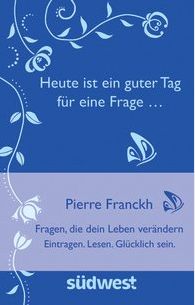 Heute ist ein guter Tag
für eine Frage …
Pierre Franckh
Fragen, die dein Leben verändern
Eintragen. Lesen. Glücklich sein.
südwest